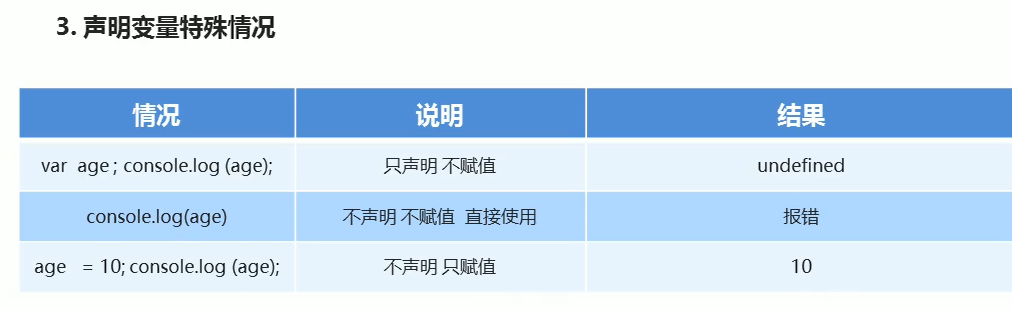 3. 声明变量特殊情况
情况 说明 结果
var age ; console.log (age); 只声明 不赋值 undefined
console.log(age) 不声明 不赋值 直接使用 报错
age = 10; console.log (age); 不声明 只赋值 10